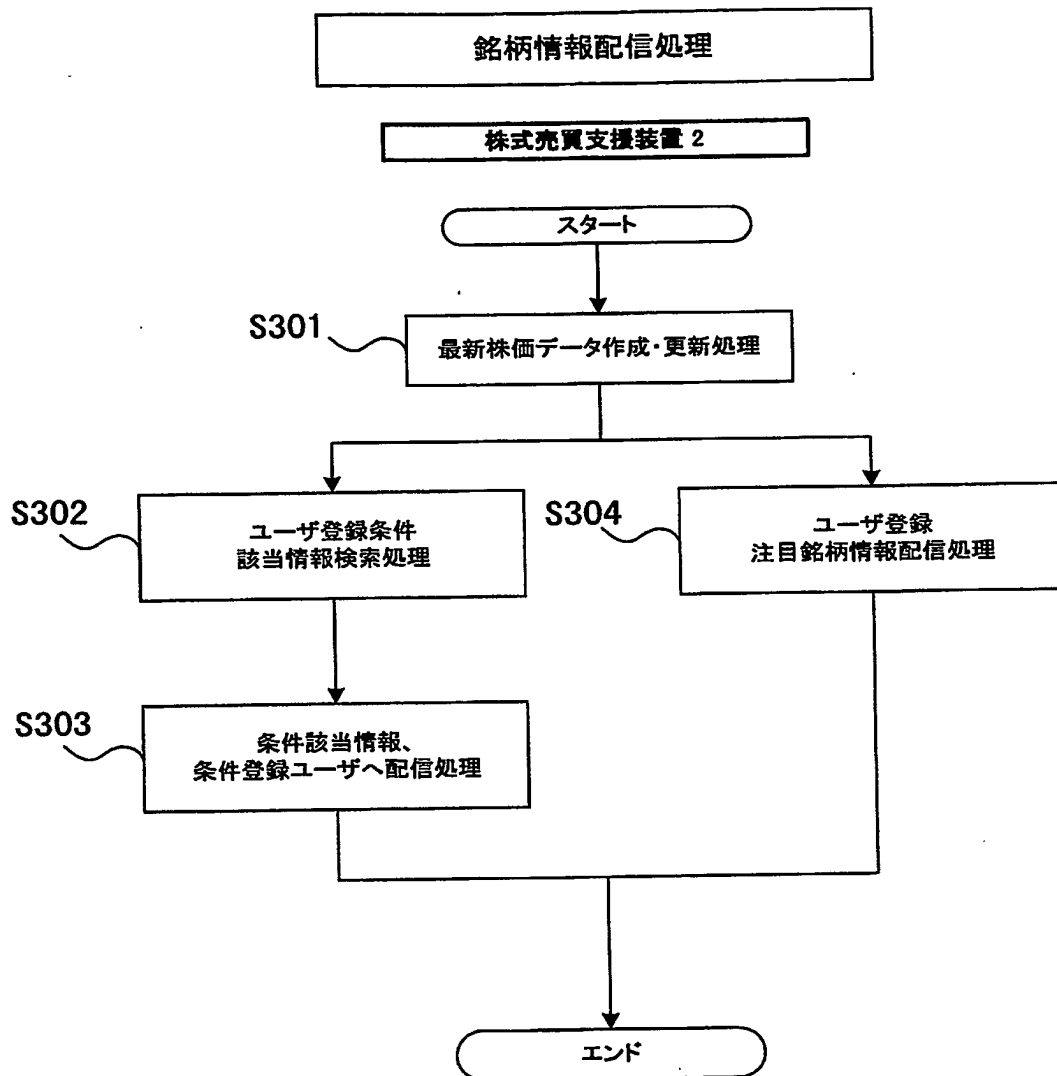 銘柄情報配信処理
株式売買支援装置 2
スタート
S301
最新株価データ作成・更新処理
S302
ユーザ登録条件
該当情報検索処理
S304
ユーザ登録
注目銘柄情報配信処理
S303
条件該当情報、
条件登録ユーザへ配信処理
エンド